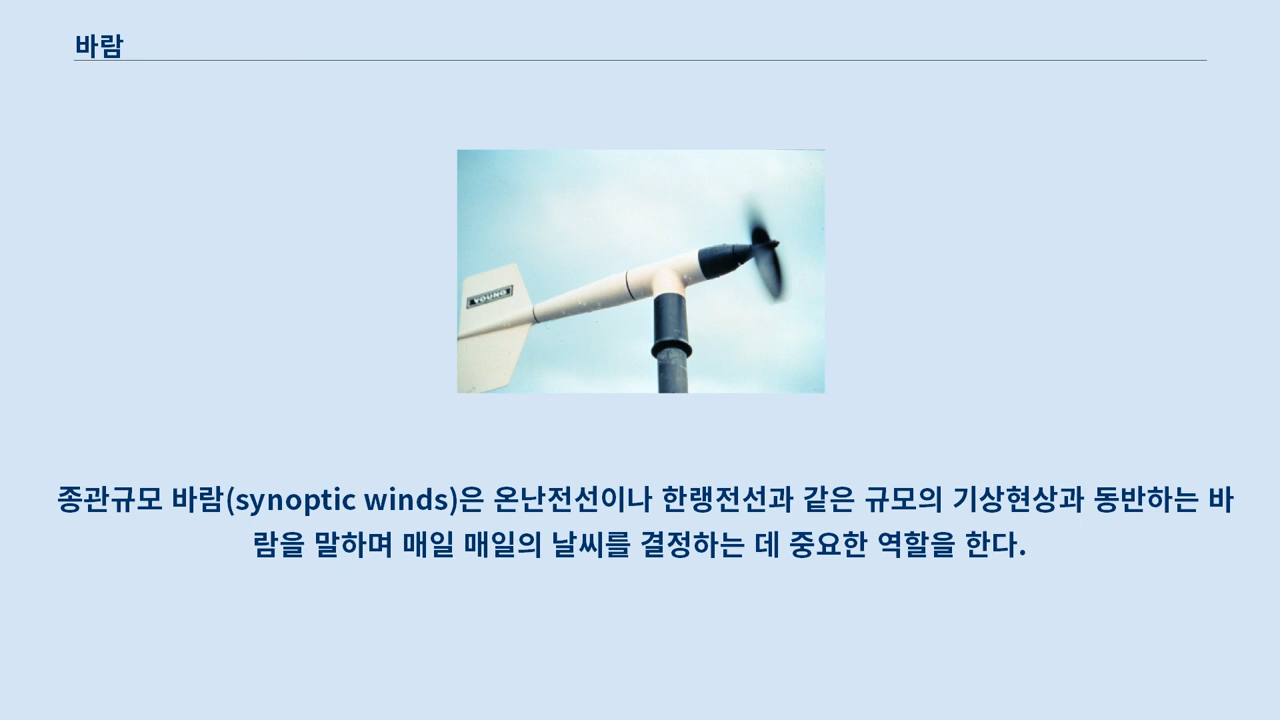 바람
YOUNG
종관규모 바람(synoptic winds)은 온난전선이나 한랭전선과 같은 규모의 기상현상과 동반하는 바
람을 말하며 매일 매일의 날씨를 결정하는 데 중요한 역할을 한다.